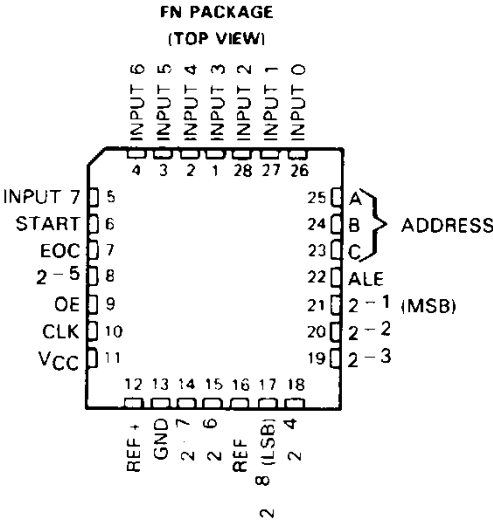 FN PACKAGE
(TOP VIEW)
INPUT 6
INPUT 5
INPUT 4
INPUT 3
INPUT 2
INPUT 1
INPUT 0
4 3 2 1 28 27 26
INPUT 7 5
START 6
EOC 7
2-5 8
OE 9
CLK 10
VCC 11
25 A
24 B
23 C
ADDRESS
22 ALE
21 2-1 (MSB)
20 2-2
19 2-3
12 13 14 15 16 17 18
REF +
GND
2 7
2 6
REF
2 8 (LSB)
2 4